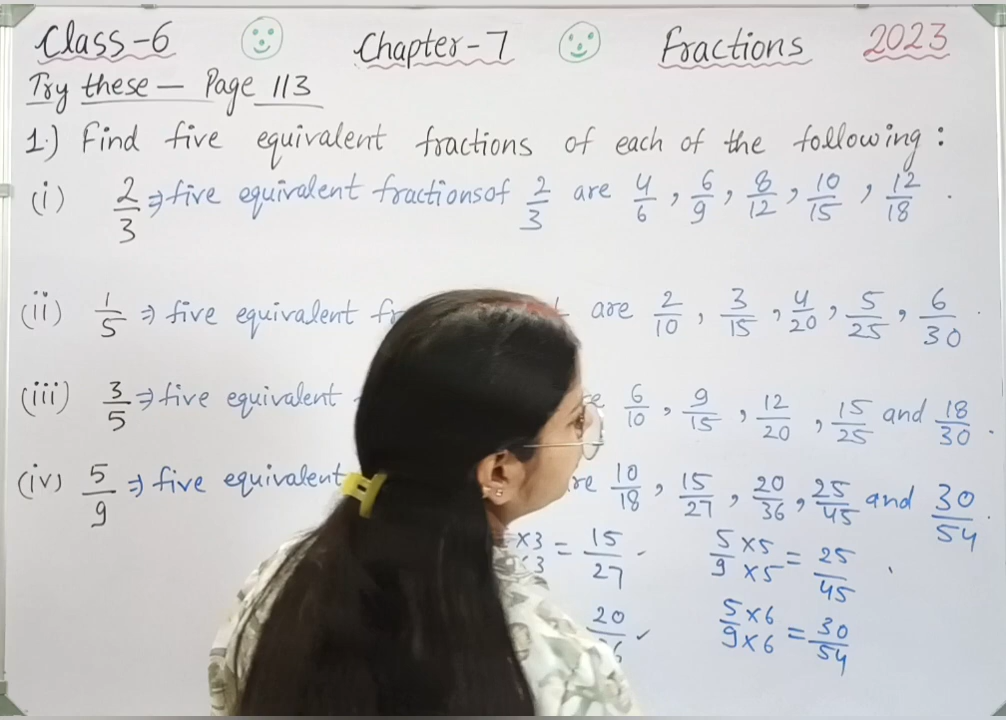 Class-6 Chapter-7 Fractions 2023
Try these - Page 113
1.) Find five equivalent fractions of each of the following:
(i) 2/3 ⇒ five equivalent fractions of 2/3 are 4/6, 6/9, 8/12, 10/15, 12/18.
(ii) 1/5 ⇒ five equivalent are 2/10, 3/15, 4/20, 5/25, 6/30.
(iii) 3/5 ⇒ five equivalent 6/10, 9/15, 12/20, 15/25 and 18/30.
(iv) 5/9 ⇒ five equivalent 10/18, 15/27, 20/36, 25/45 and 30/54.
×3/×3 = 15/27 5/9 ×5/×5 = 25/45
20 5/9 ×6/×6 = 30/54